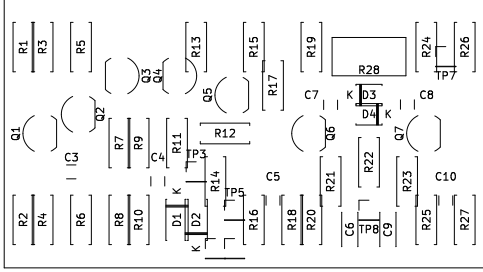 R1
R3
R5
Q3
Q4
R13
R15
R19
R24
R26
R28
TP7
R17
Q5
C7
K
D3
C8
D4
K
Q2
Q1
R7
R9
R11
R12
Q6
Q7
C3
C4
TP3
R14
R22
R21
R23
K
TP5
C5
C10
R2
R4
R6
R8
R10
D1
D2
R16
R18
R20
C6
TP8
C9
R25
R27
K